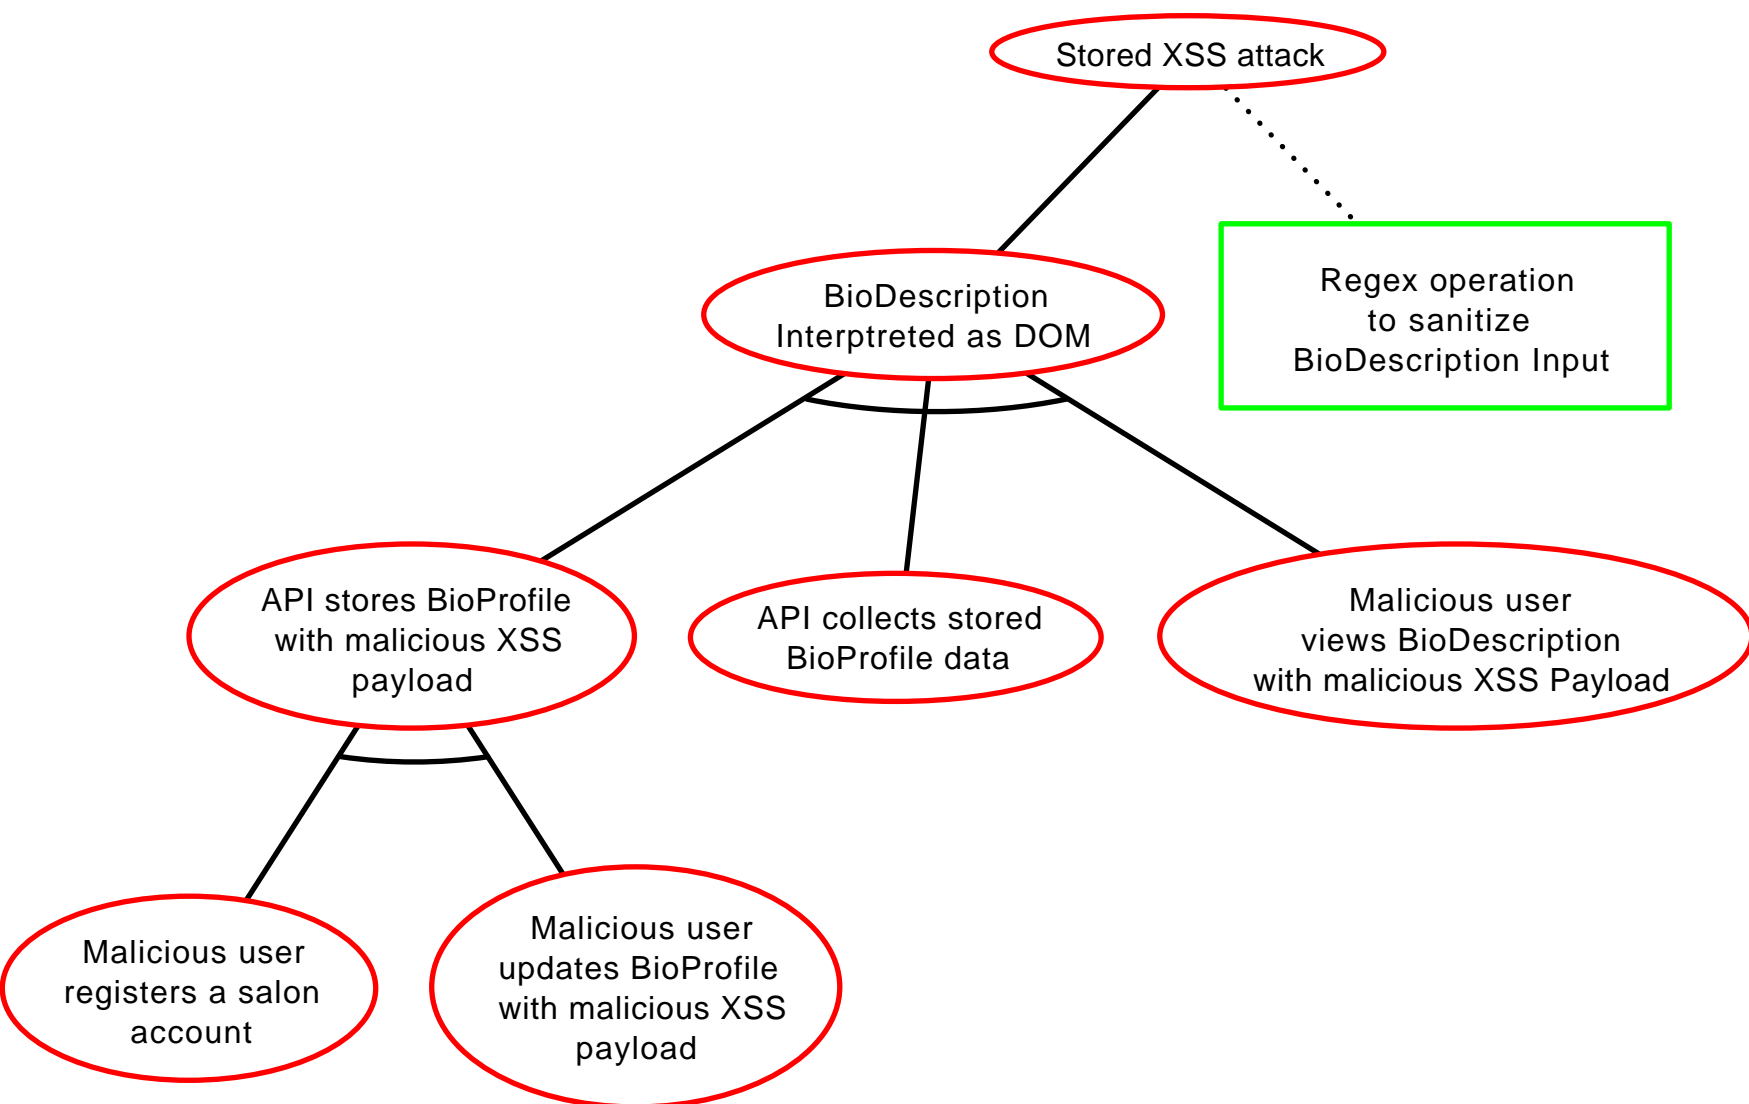 Stored XSS attack
BioDescription
Interptreted as DOM
Regex operation
to sanitize
BioDescription Input
API stores BioProfile
with malicious XSS
payload
API collects stored
BioProfile data
Malicious user
views BioDescription
with malicious XSS Payload
Malicious user
registers a salon
account
Malicious user
updates BioProfile
with malicious XSS
payload